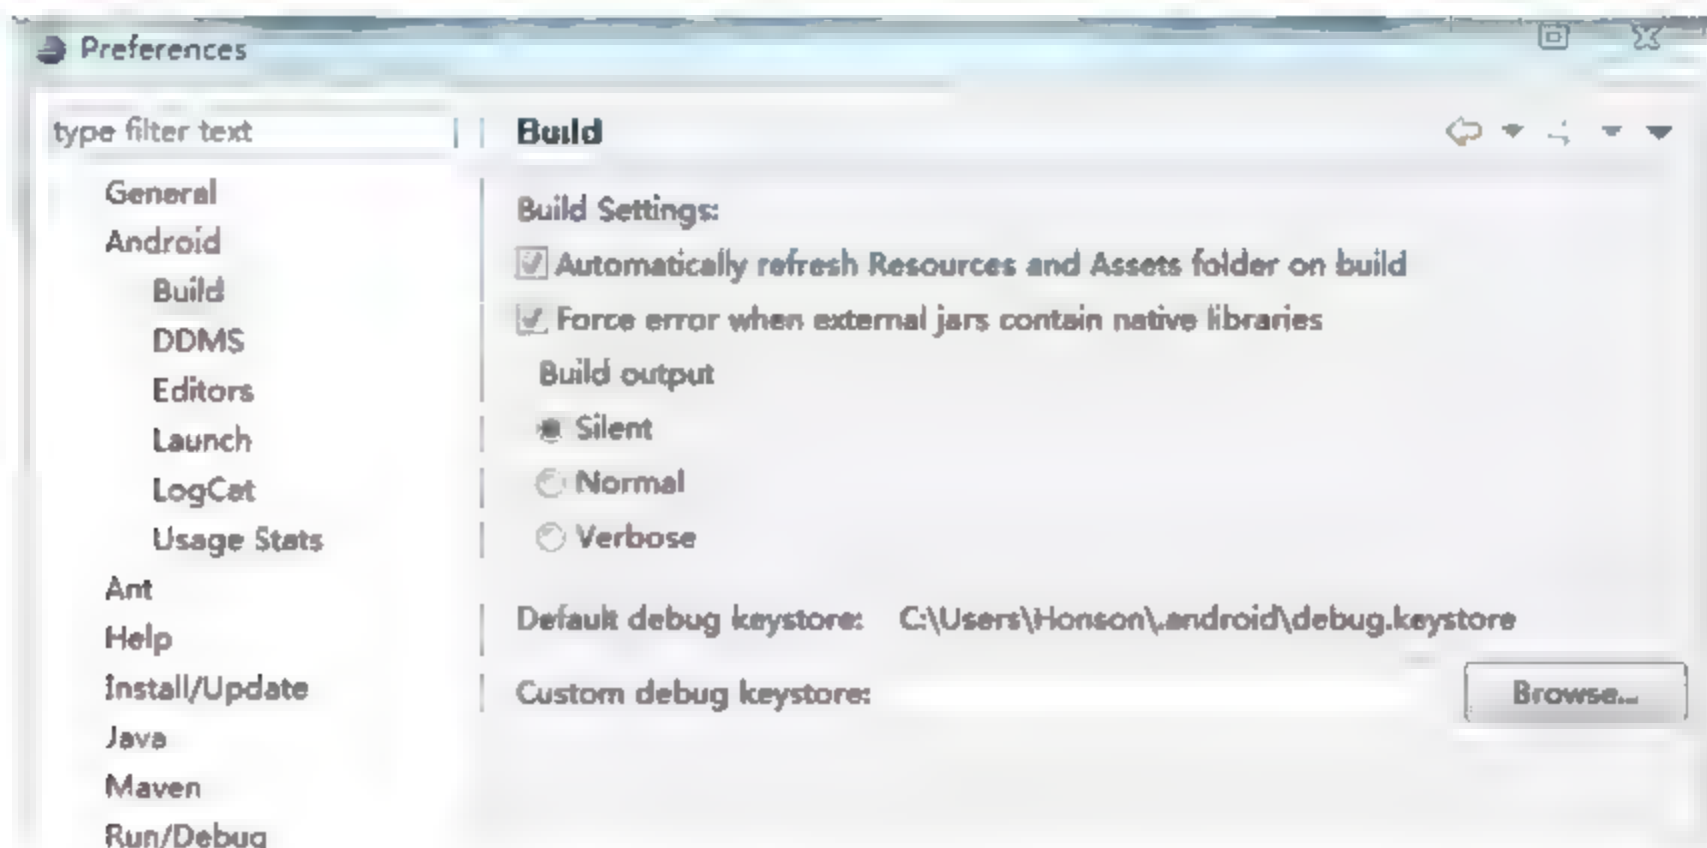 Preferences
type filter text
General
Android
Build
DDMS
Editors
Launch
LogCat
Usage Stats
Ant
Help
Install/Update
Java
Maven
Run/Debug
Build
Build Settings:
Automatically refresh Resources and Assets folder on build
Force error when external jars contain native libraries
Build output
Silent
Normal
Verbose
Default debug keystore: C:\Users\Honson\.android\debug.keystore
Custom debug keystore:
Browse...